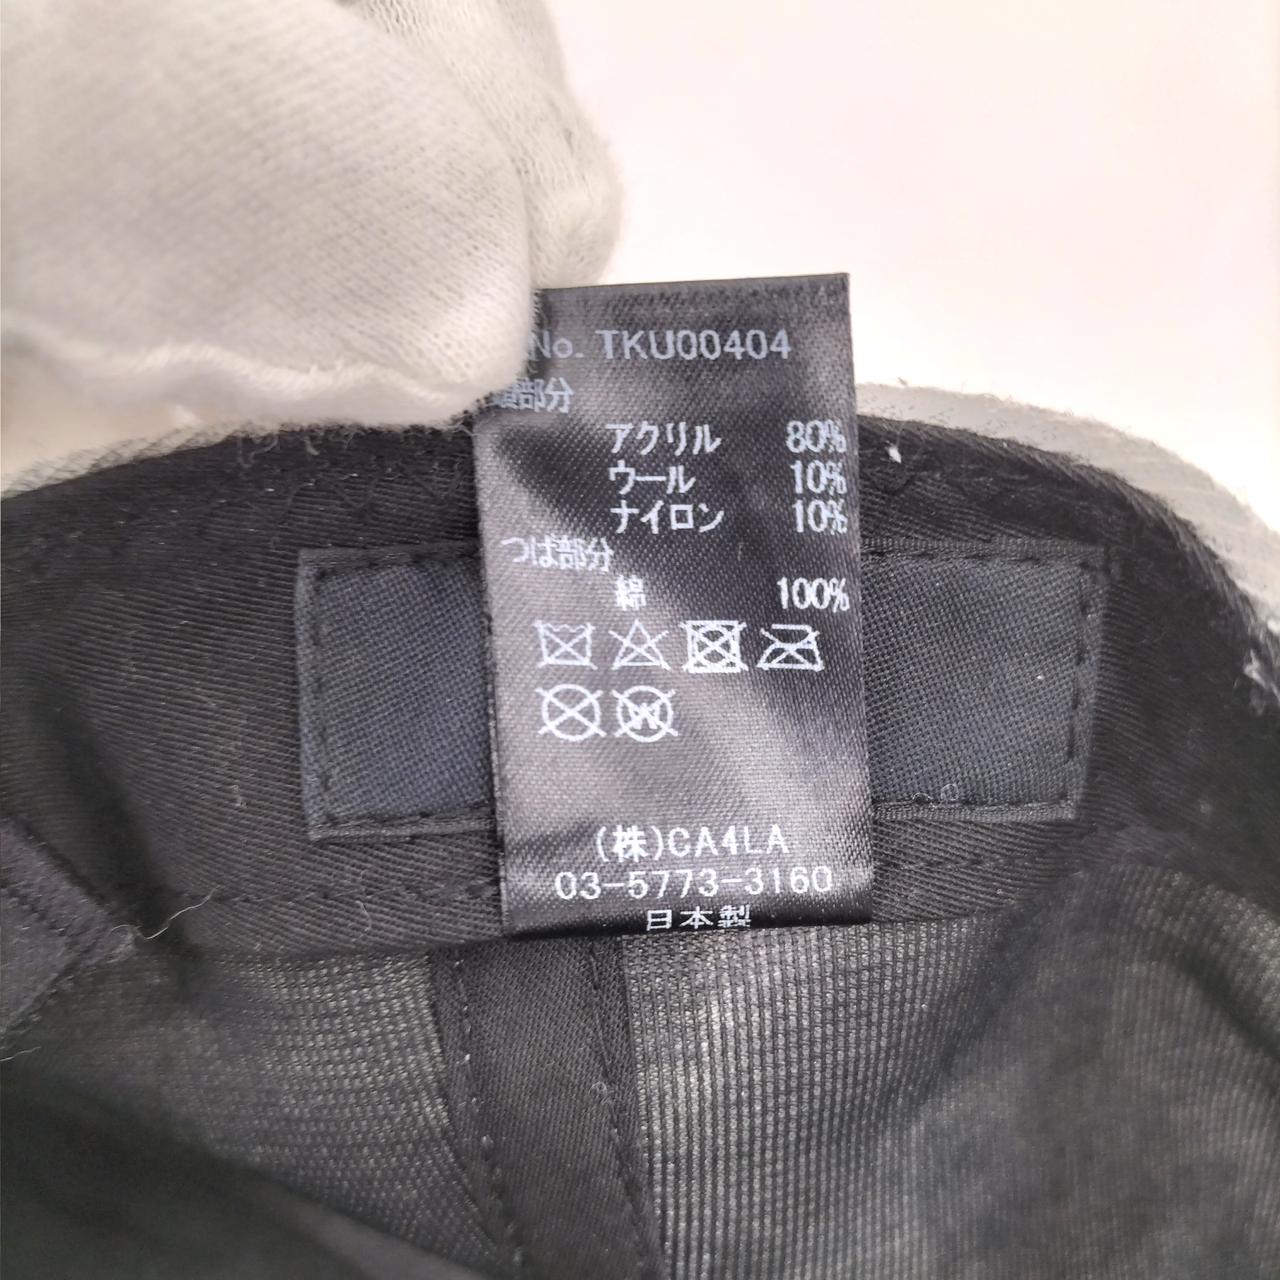 No. TKU00404
部分
アクリル 80%
ウール 10%
ナイロン 10%
つば部分
綿 100%
W
(株)CA4LA
03-5773-3160
日本製